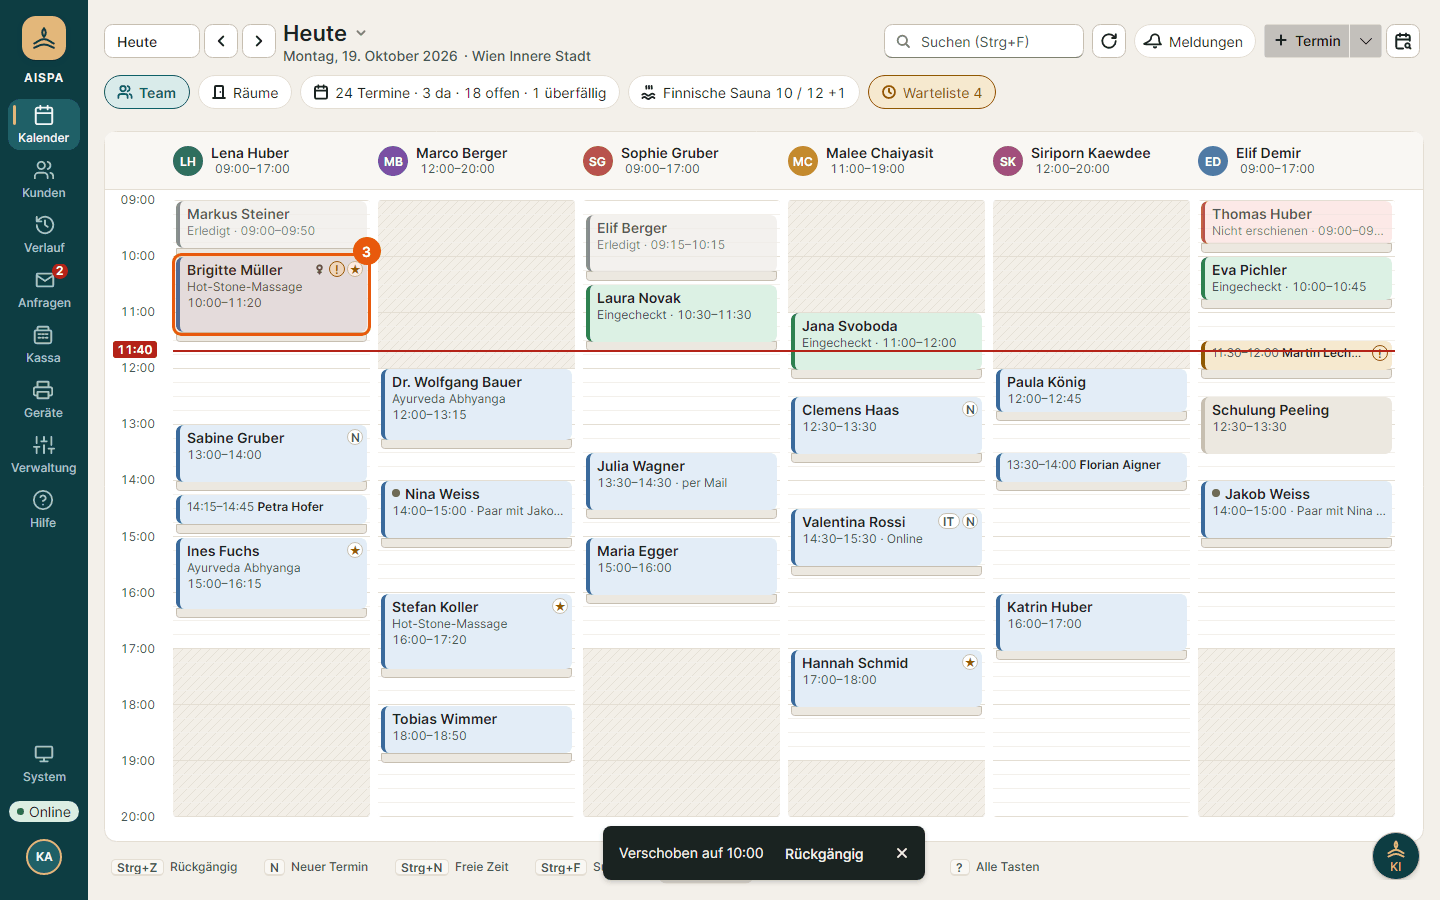 AISPA
Kalender
Kunden
Verlauf
2
Anfragen
Kassa
Geräte
Verwaltung
Hilfe
System
Online
KA
Heute
Heute
Montag, 19. Oktober 2026 · Wien Innere Stadt
Suchen (Strg+F)
Meldungen
+ Termin
Team
Räume
24 Termine · 3 da · 18 offen · 1 überfällig
Finnische Sauna 10 / 12 +1
Warteliste 4
LH Lena Huber
09:00–17:00
MB Marco Berger
12:00–20:00
SG Sophie Gruber
09:00–17:00
MC Malee Chaiyasit
11:00–19:00
SK Siriporn Kaewdee
12:00–20:00
ED Elif Demir
09:00–17:00
09:00
10:00
11:00
11:40
12:00
13:00
14:00
15:00
16:00
17:00
18:00
19:00
20:00
Markus Steiner
Erledigt · 09:00–09:50
3
Brigitte Müller
Hot-Stone-Massage
10:00–11:20
Sabine Gruber N
13:00–14:00
14:15–14:45 Petra Hofer
Ines Fuchs
Ayurveda Abhyanga
15:00–16:15
Dr. Wolfgang Bauer
Ayurveda Abhyanga
12:00–13:15
Nina Weiss
14:00–15:00 · Paar mit Jako...
Stefan Koller
Hot-Stone-Massage
16:00–17:20
Tobias Wimmer
18:00–18:50
Elif Berger
Erledigt · 09:15–10:15
Laura Novak
Eingecheckt · 10:30–11:30
Julia Wagner
13:30–14:30 · per Mail
Maria Egger
15:00–16:00
Jana Svoboda
Eingecheckt · 11:00–12:00
Clemens Haas N
12:30–13:30
Valentina Rossi IT N
14:30–15:30 · Online
Hannah Schmid
17:00–18:00
Paula König
12:00–12:45
13:30–14:00 Florian Aigner
Katrin Huber
16:00–17:00
Thomas Huber
Nicht erschienen · 09:00–09...
Eva Pichler
Eingecheckt · 10:00–10:45
11:30–12:00 Martin Lech...
Schulung Peeling
12:30–13:30
Jakob Weiss
14:00–15:00 · Paar mit Nina ...
Strg+Z Rückgängig
N Neuer Termin
Strg+N Freie Zeit
Strg+F
? Alle Tasten
Verschoben auf 10:00 Rückgängig
KI